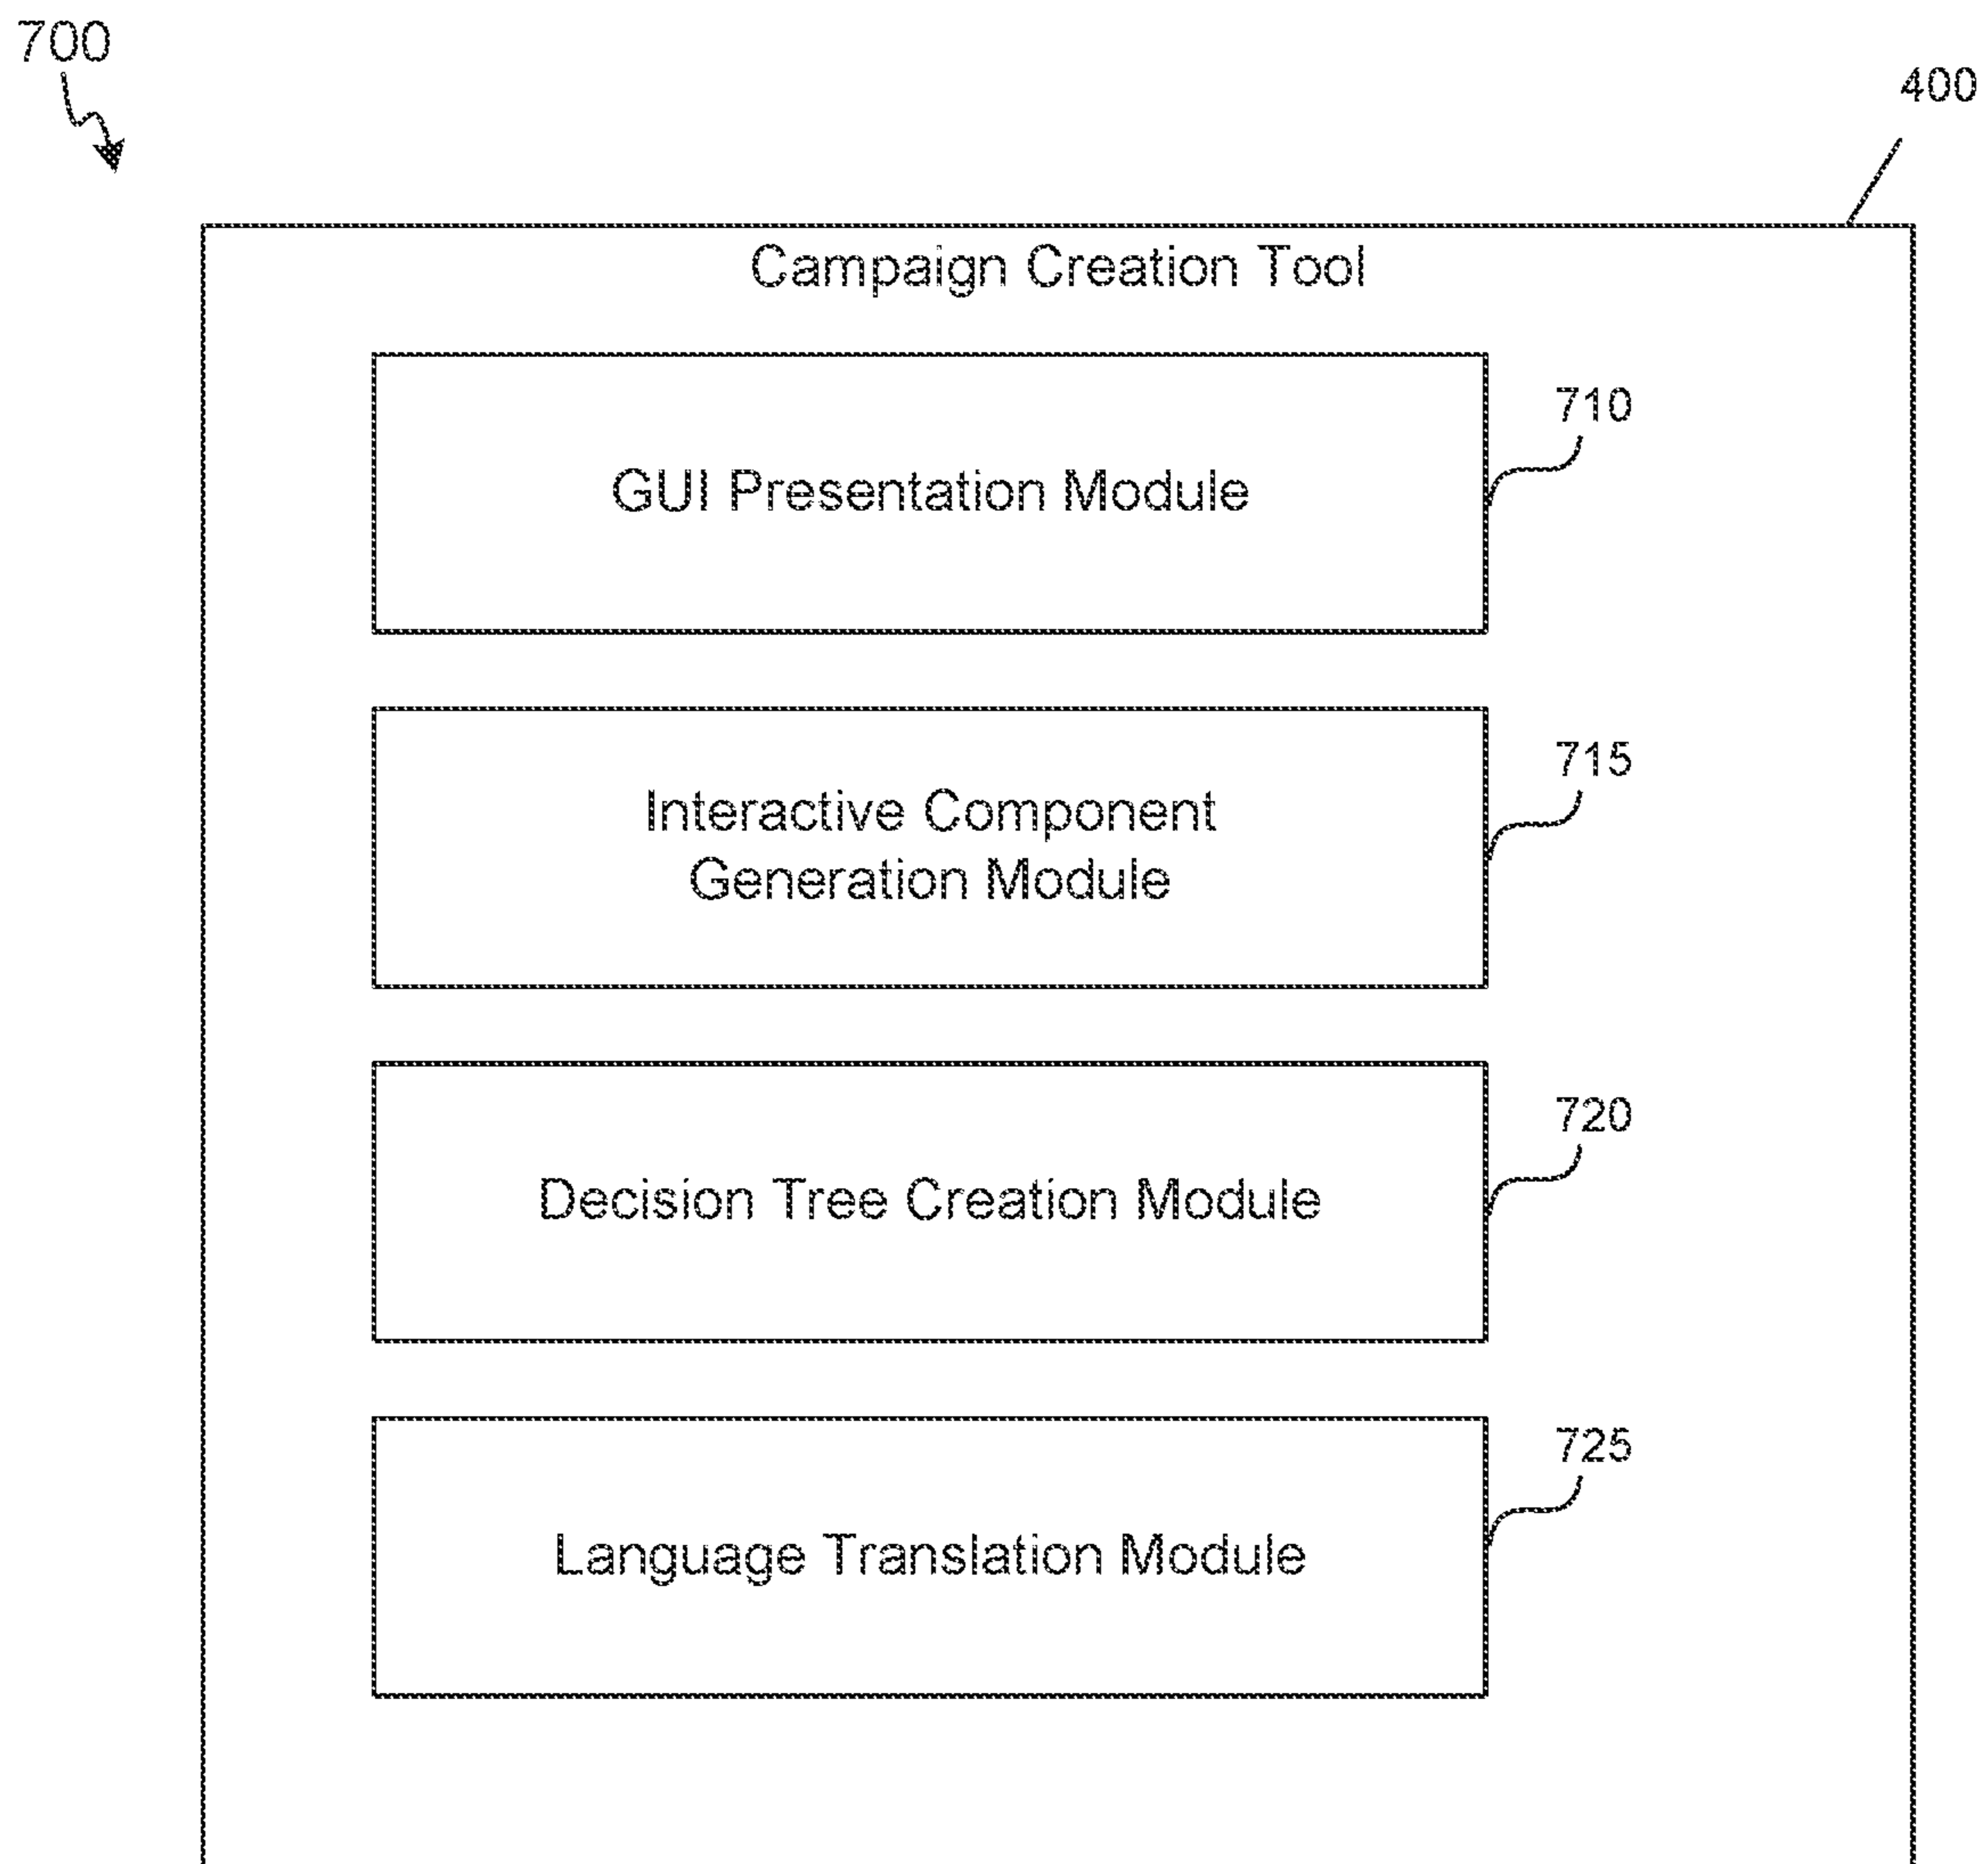 700
400
Campaign Creation Tool
710
GUI Presentation Module
715
Interactive Component
Generation Module
720
Decision Tree Creation Module
725
Language Translation Module